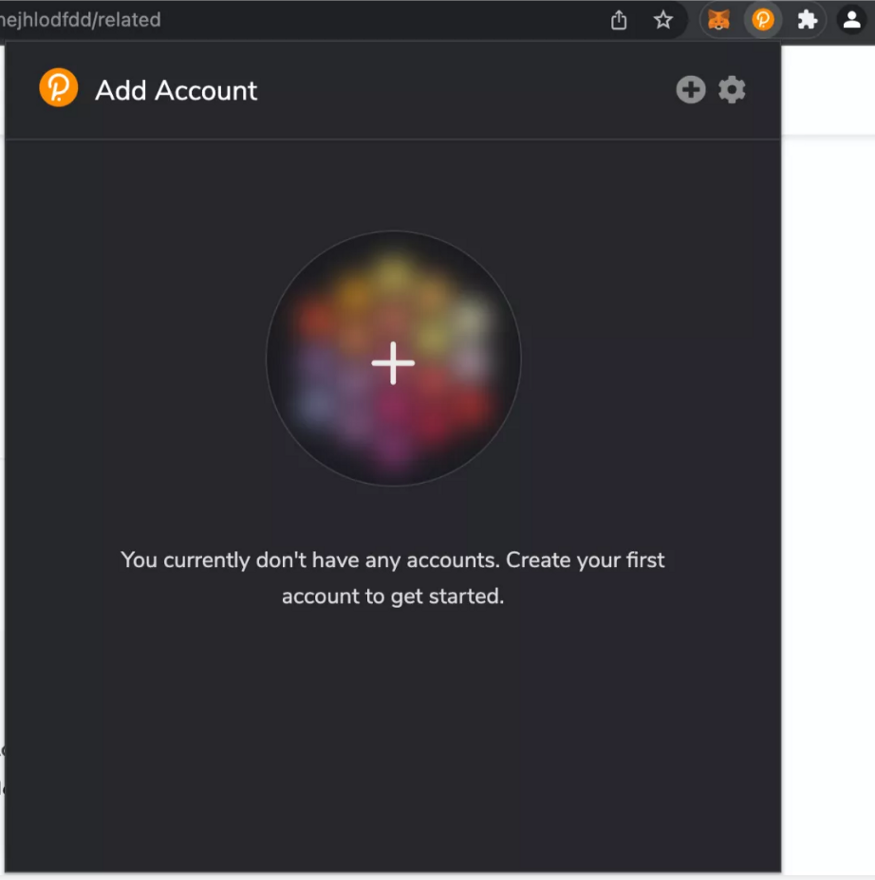 nejhlodfdd/related
Add Account
You currently don't have any accounts. Create your first
account to get started.